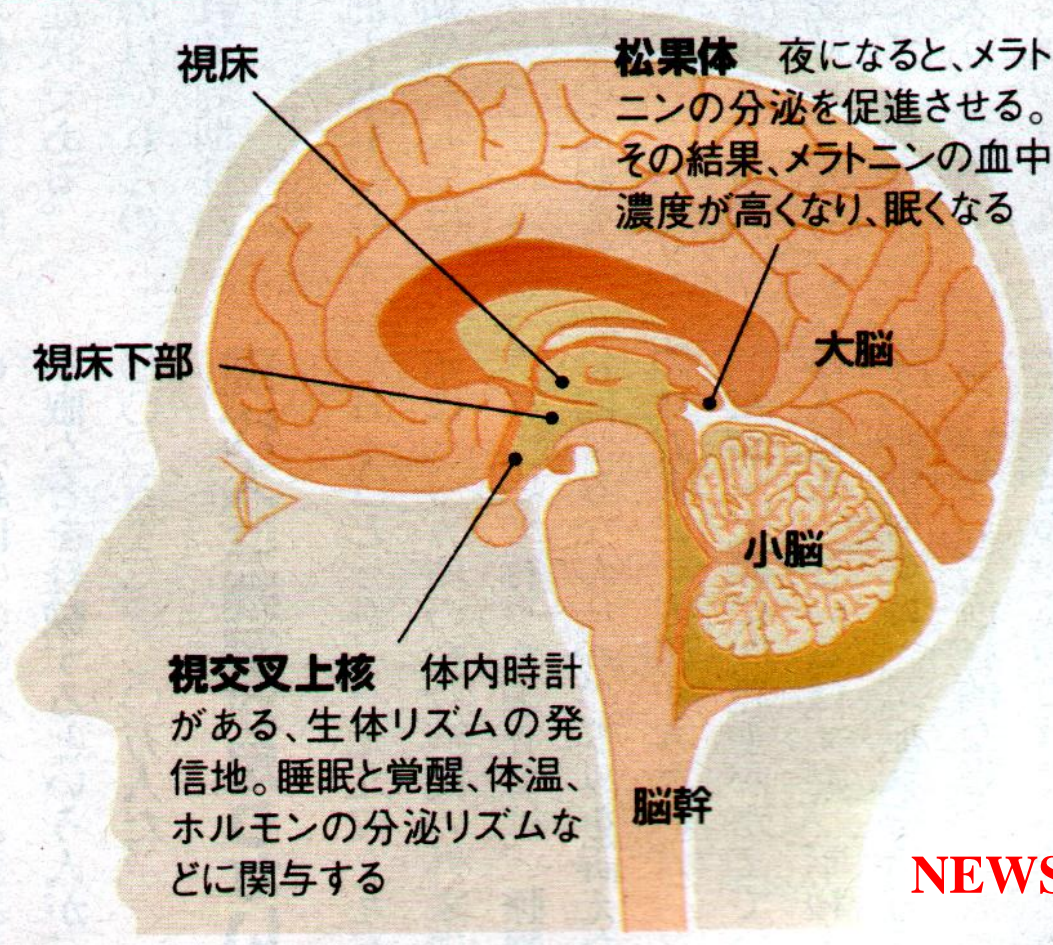 視床
松果体　夜になると、メラト
ニンの分泌を促進させる。
その結果、メラトニンの血中
濃度が高くなり、眠くなる
視床下部
大脳
小脳
視交叉上核　体内時計
がある、生体リズムの発
信地。睡眠と覚醒、体温、
ホルモンの分泌リズムな
どに関与する
脳幹
NEWS